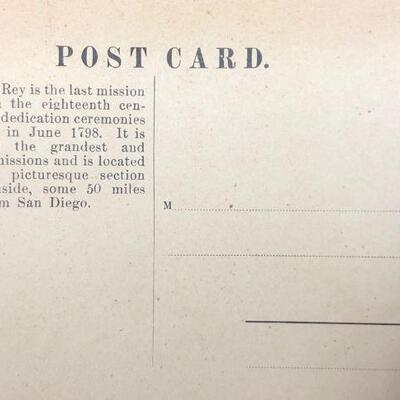 POST CARD.
Rey is the last mission
the eighteenth cen-
dedication ceremonies
in June 1798. It is
the grandest and
missions and is located
picturesque section
side, some 50 miles
m San Diego.
M